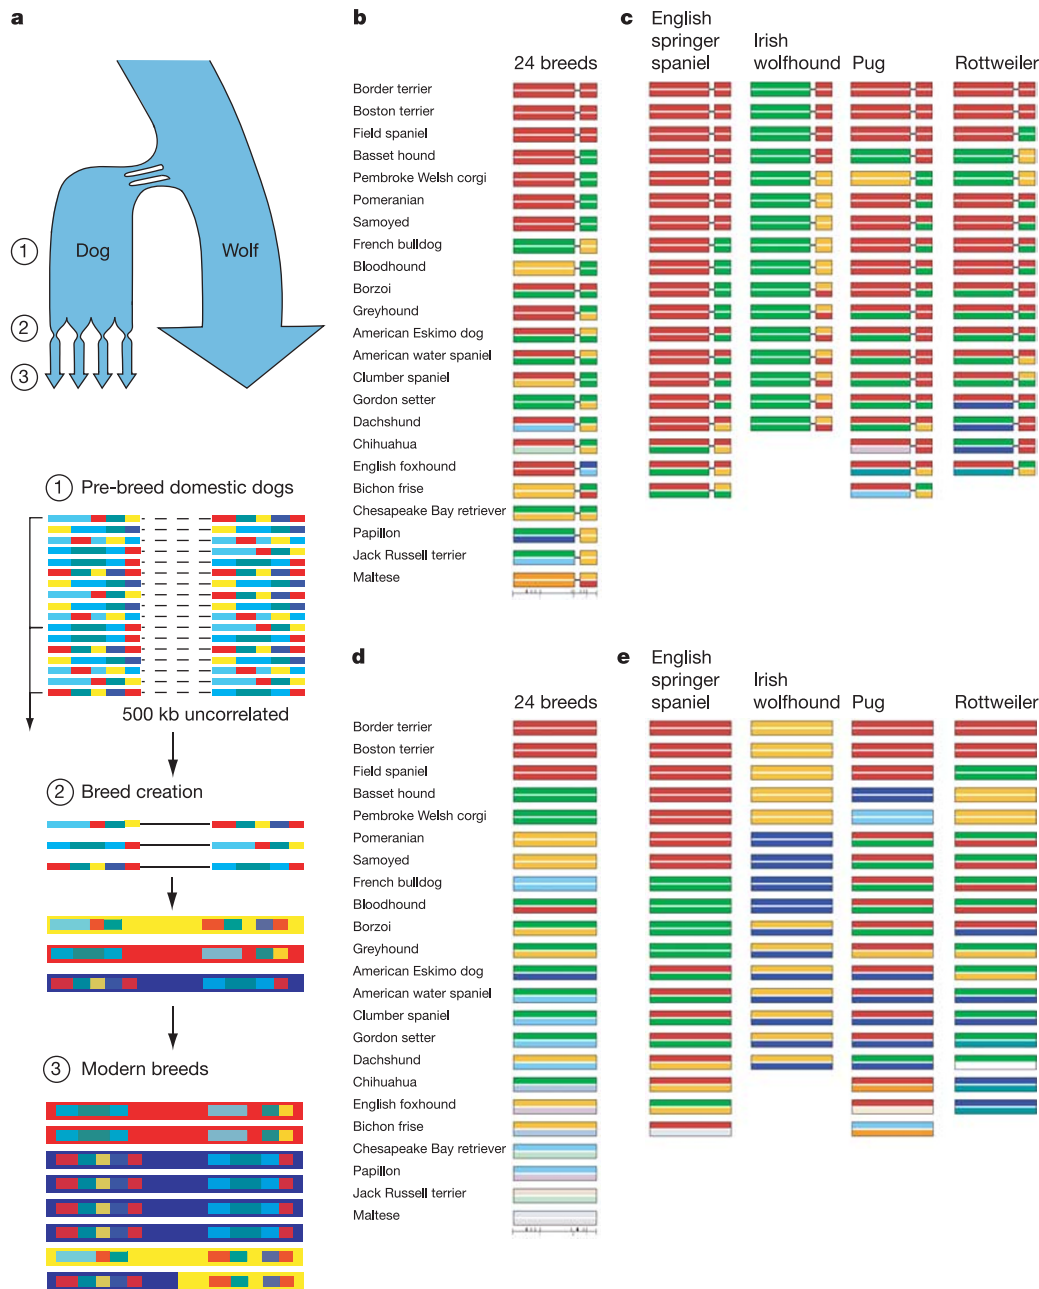 a
Dog
Wolf
1
2
3
1 Pre-breed domestic dogs
500 kb uncorrelated
2 Breed creation
3 Modern breeds
b
24 breeds
Border terrier
Boston terrier
Field spaniel
Basset hound
Pembroke Welsh corgi
Pomeranian
Samoyed
French bulldog
Bloodhound
Borzoi
Greyhound
American Eskimo dog
American water spaniel
Clumber spaniel
Gordon setter
Dachshund
Chihuahua
English foxhound
Bichon frise
Chesapeake Bay retriever
Papillon
Jack Russell terrier
Maltese
c
English
springer
spaniel
Irish
wolfhound
Pug
Rottweiler
d
24 breeds
Border terrier
Boston terrier
Field spaniel
Basset hound
Pembroke Welsh corgi
Pomeranian
Samoyed
French bulldog
Bloodhound
Borzoi
Greyhound
American Eskimo dog
American water spaniel
Clumber spaniel
Gordon setter
Dachshund
Chihuahua
English foxhound
Bichon frise
Chesapeake Bay retriever
Papillon
Jack Russell terrier
Maltese
e
English
springer
spaniel
Irish
wolfhound
Pug
Rottweiler